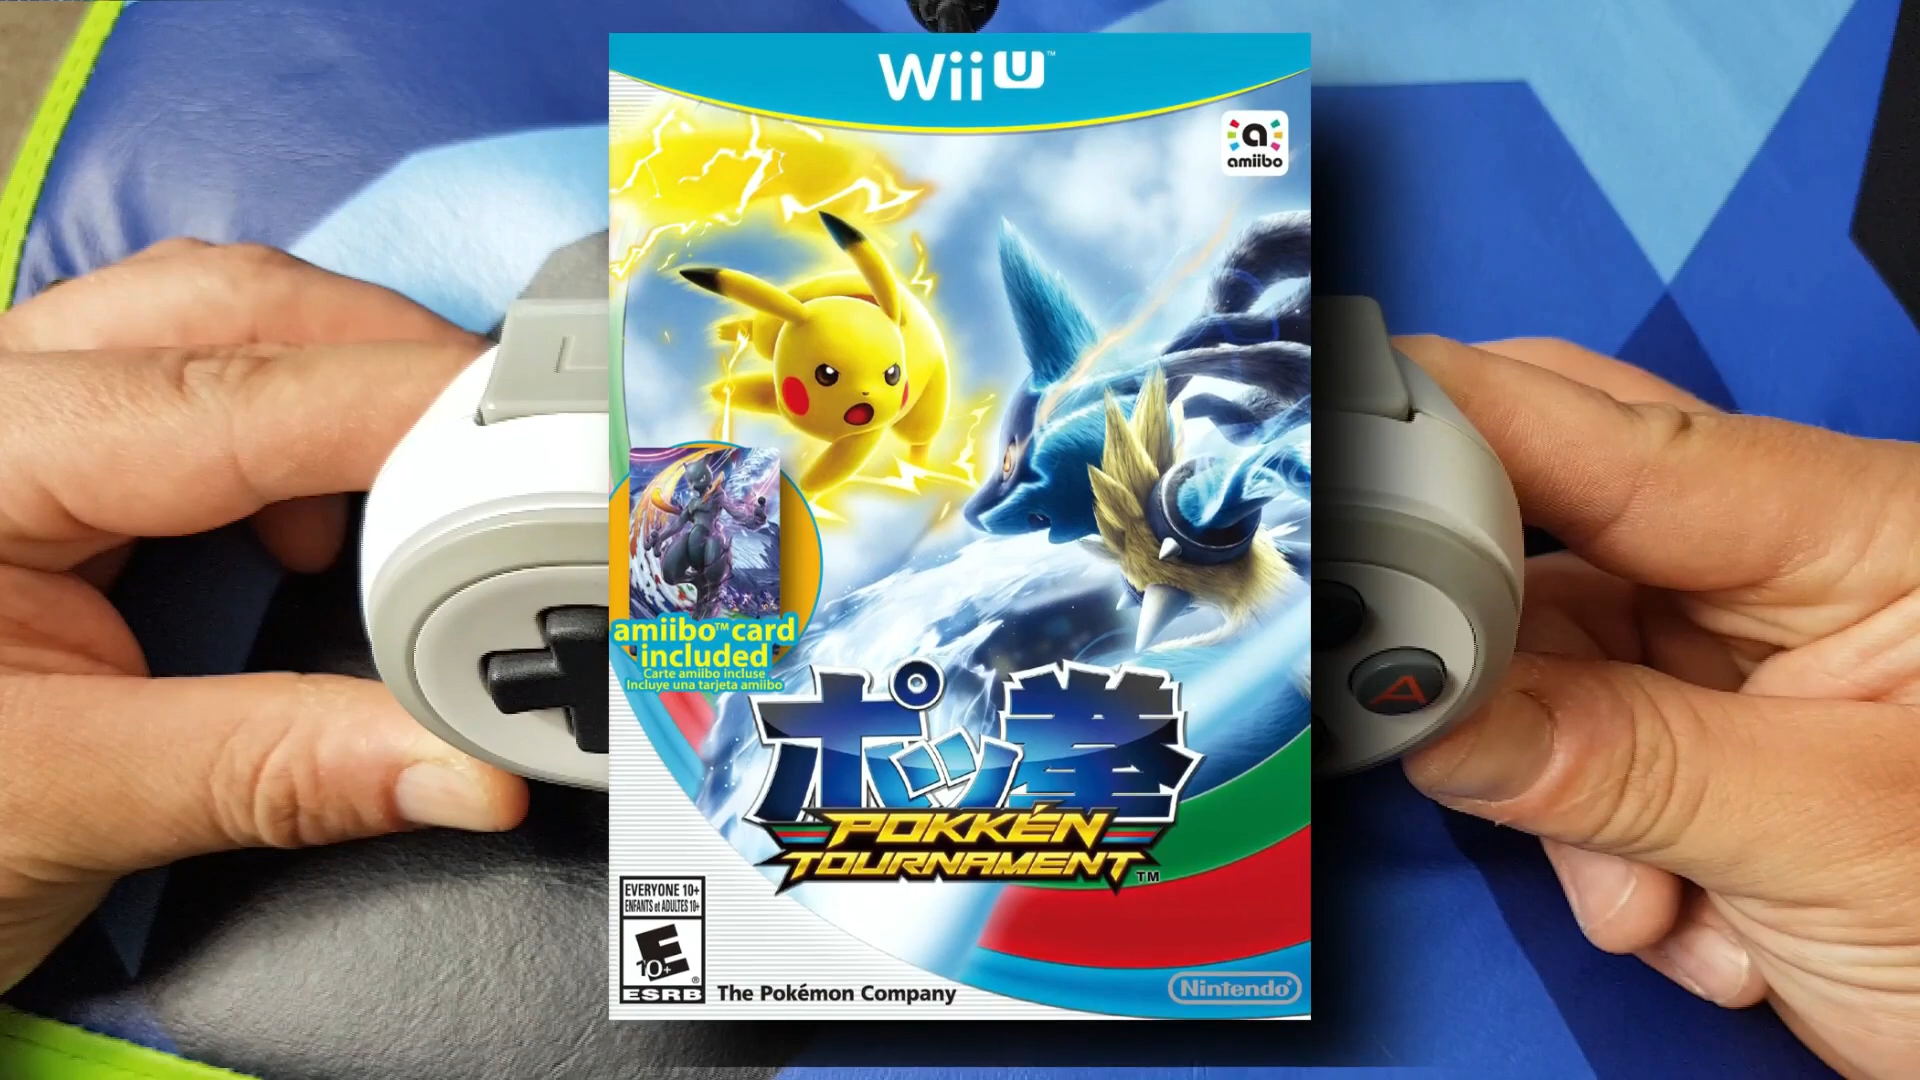 Wii U™
amiibo
L
A
amiibo™ card
included
Carte amiibo incluse
Incluye una tarjeta amiibo
ポッ拳
POKKÉN
TOURNAMENT™
EVERYONE 10+
ENFANTS et ADULTES 10+
E
10+
®
ESRB
The Pokémon Company
Nintendo®